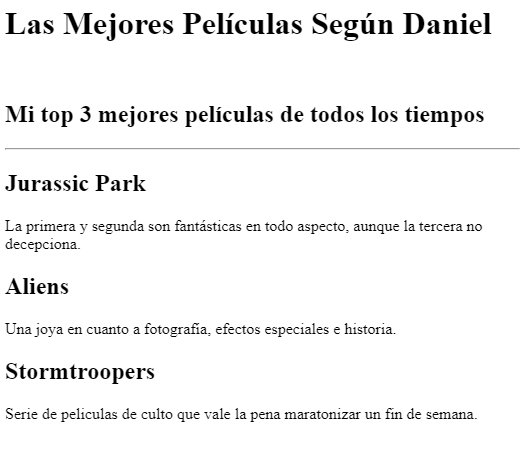 Las Mejores Películas Según Daniel
Mi top 3 mejores películas de todos los tiempos
Jurassic Park
La primera y segunda son fantásticas en todo aspecto, aunque la tercera no
decepciona.
Aliens
Una joya en cuanto a fotografía, efectos especiales e historia.
Stormtroopers
Serie de peliculas de culto que vale la pena maratonizar un fin de semana.